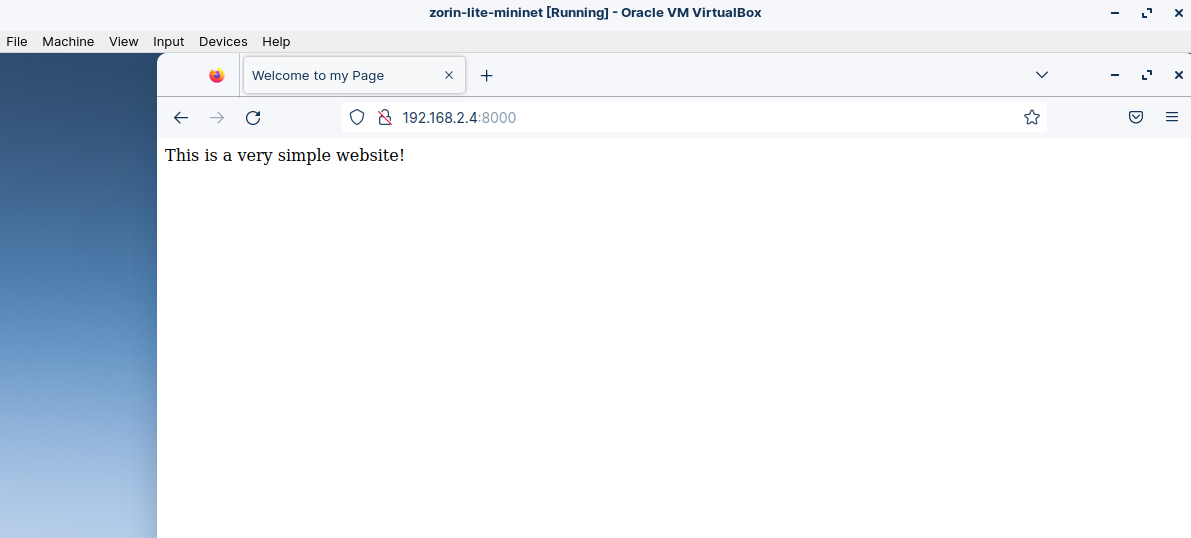 zorin-lite-mininet [Running] - Oracle VM VirtualBox
File Machine View Input Devices Help
Welcome to my Page
192.168.2.4:8000
This is a very simple website!